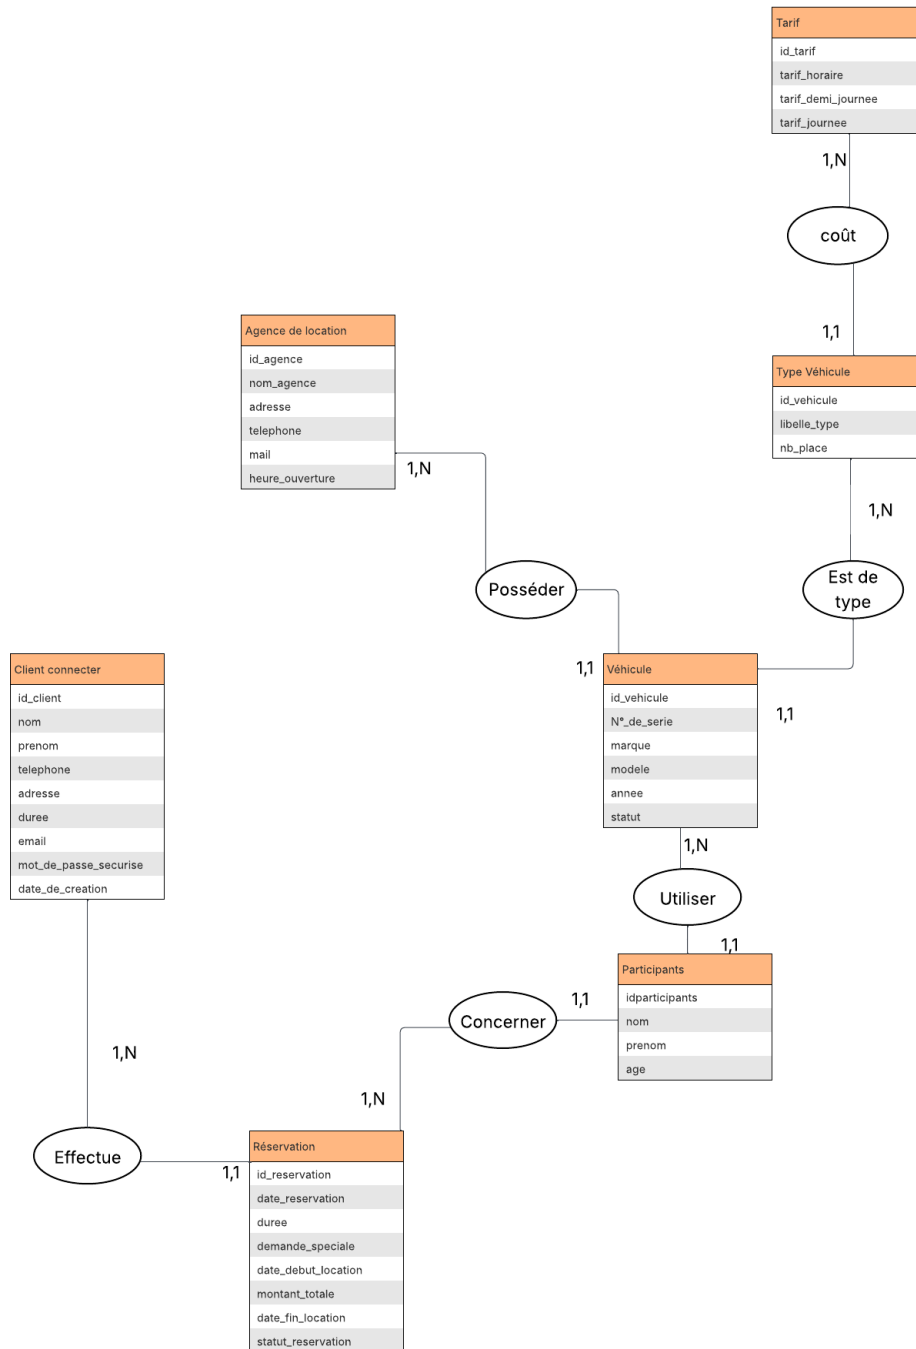 Tarif
id_tarif
tarif_horaire
tarif_demi_journee
tarif_journee
1,N
coût
1,1
Type Véhicule
id_vehicule
libelle_type
nb_place
1,N
Est de
type
1,1
Agence de location
id_agence
nom_agence
adresse
telephone
mail
heure_ouverture
1,N
Posséder
1,1
Véhicule
id_vehicule
N°_de_serie
marque
modele
annee
statut
1,N
Utiliser
1,1
Participants
idparticipants
nom
prenom
age
1,1
Concerner
1,N
Client connecter
id_client
nom
prenom
telephone
adresse
duree
email
mot_de_passe_securise
date_de_creation
1,N
Effectue
1,1
Réservation
id_reservation
date_reservation
duree
demande_speciale
date_debut_location
montant_totale
date_fin_location
statut_reservation